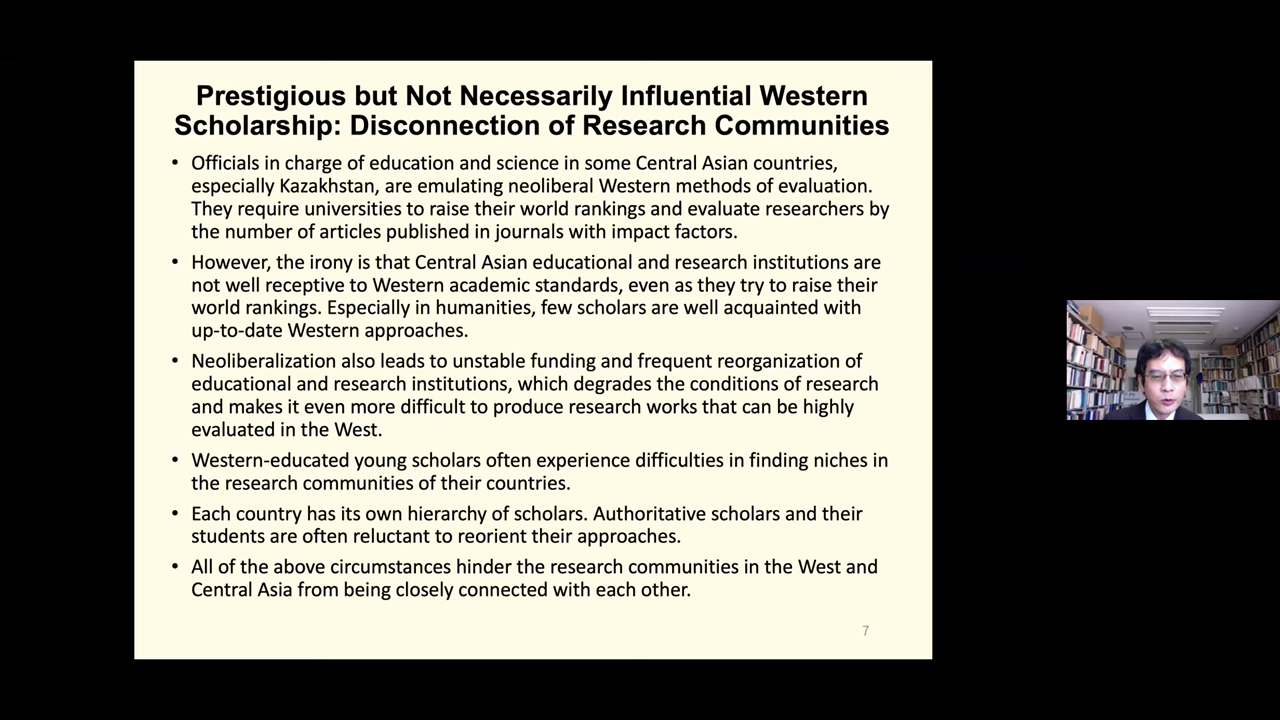 Prestigious but Not Necessarily Influential Western
Scholarship: Disconnection of Research Communities
• Officials in charge of education and science in some Central Asian countries,
especially Kazakhstan, are emulating neoliberal Western methods of evaluation.
They require universities to raise their world rankings and evaluate researchers by
the number of articles published in journals with impact factors.
• However, the irony is that Central Asian educational and research institutions are
not well receptive to Western academic standards, even as they try to raise their
world rankings. Especially in humanities, few scholars are well acquainted with
up-to-date Western approaches.
• Neoliberalization also leads to unstable funding and frequent reorganization of
educational and research institutions, which degrades the conditions of research
and makes it even more difficult to produce research works that can be highly
evaluated in the West.
• Western-educated young scholars often experience difficulties in finding niches in
the research communities of their countries.
• Each country has its own hierarchy of scholars. Authoritative scholars and their
students are often reluctant to reorient their approaches.
• All of the above circumstances hinder the research communities in the West and
Central Asia from being closely connected with each other.
7